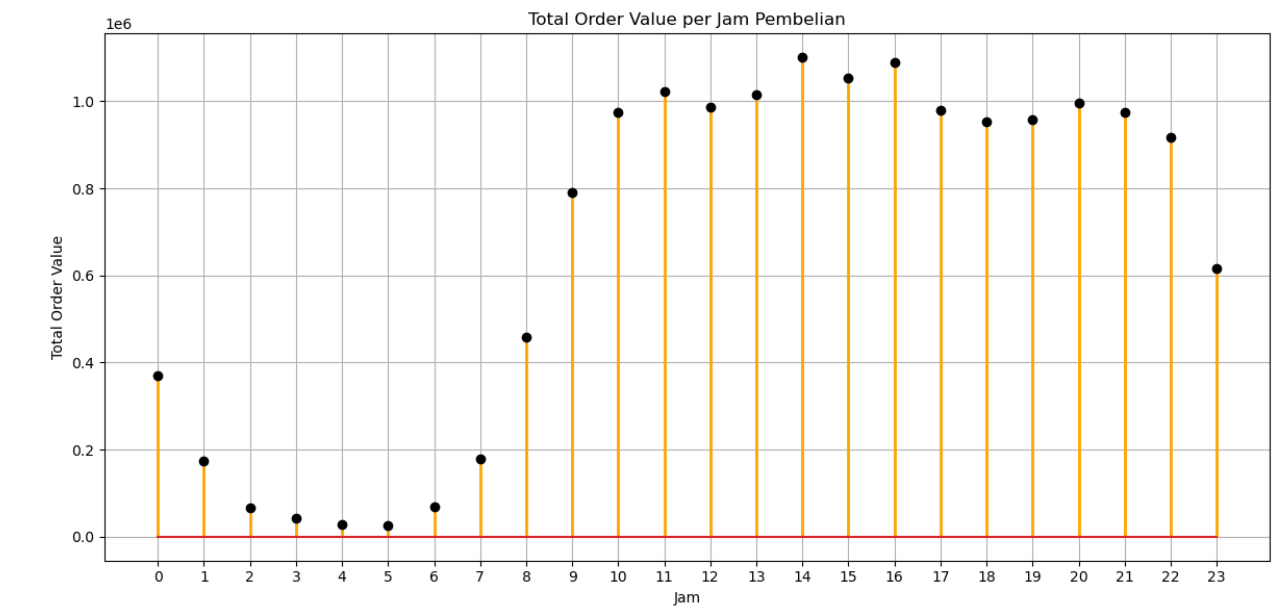 Total Order Value per Jam Pembelian
1e6
1.0
0.8
0.6
0.4
0.2
0.0
Total Order Value
0 1 2 3 4 5 6 7 8 9 10 11 12 13 14 15 16 17 18 19 20 21 22 23
Jam